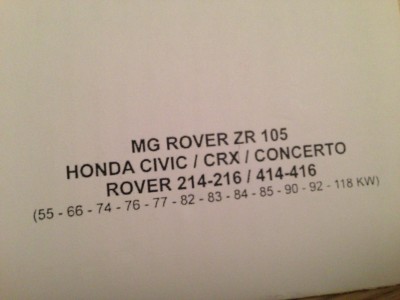 MG ROVER ZR 105
HONDA CIVIC / CRX / CONCERTO
ROVER 214-216 / 414-416
(55 - 66 - 74 - 76 - 77 - 82 - 83 - 84 - 85 - 90 - 92 - 118 KW)